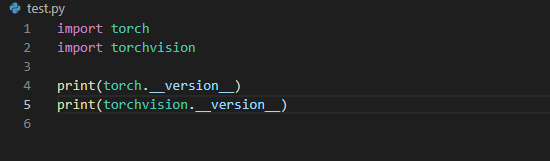 test.py
1 import torch
2 import torchvision
3
4 print(torch.__version__)
5 print(torchvision.__version__)
6